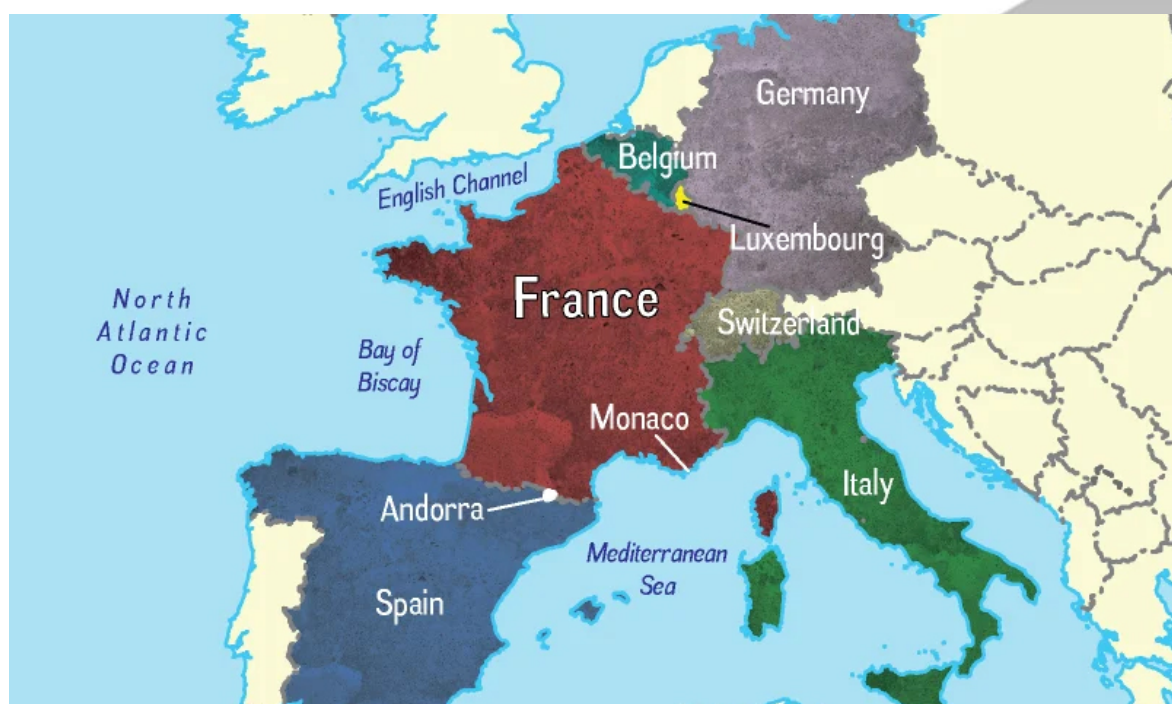 Germany
Belgium
English Channel
Luxembourg
France
North
Atlantic
Ocean
Switzerland
Bay of
Biscay
Monaco
Italy
Andorra
Mediterranean
Sea
Spain